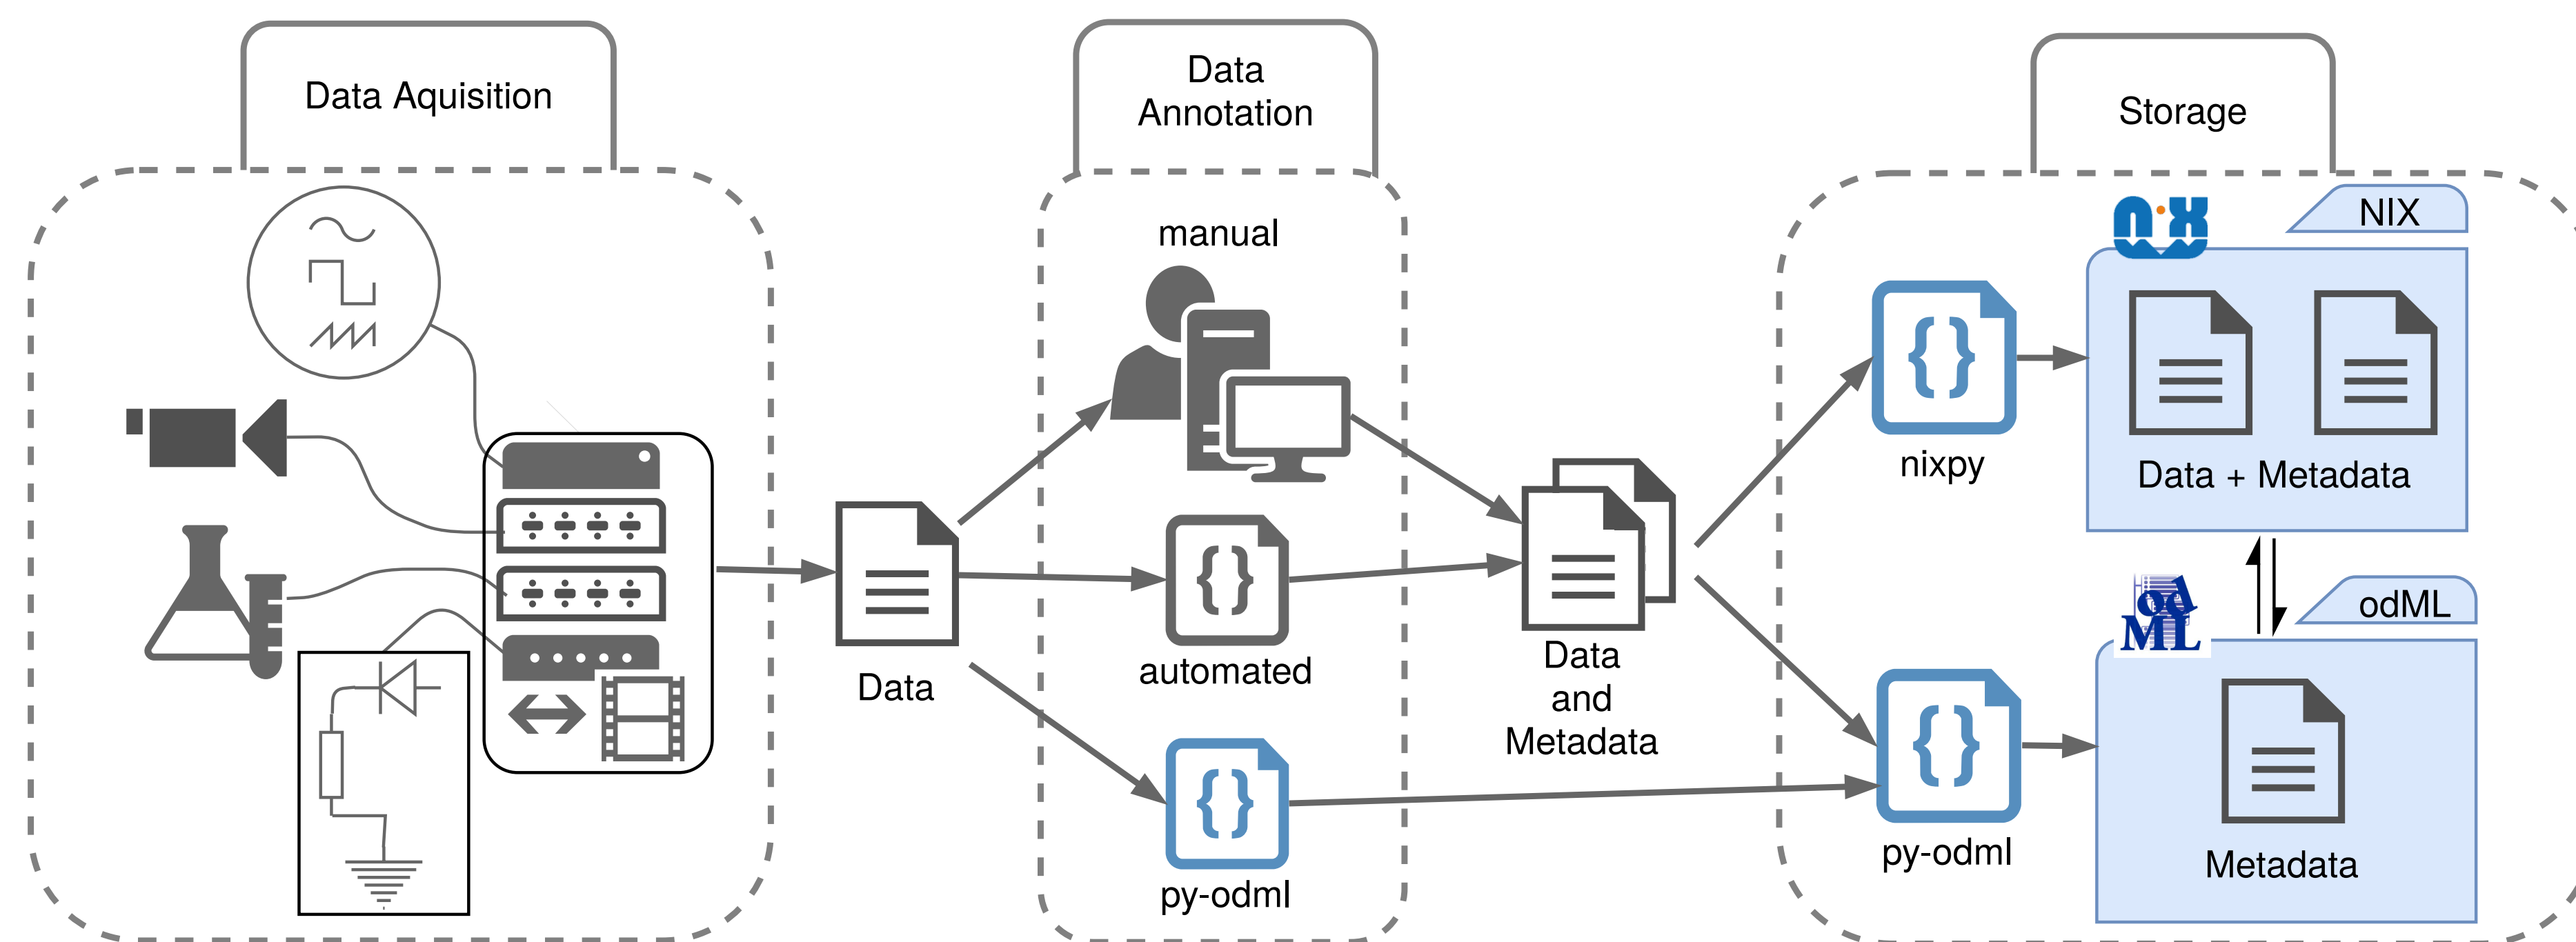 Data Aquisition
Data
Annotation
Storage
manual
automated
py-odml
Data
Data
and
Metadata
nixpy
py-odml
n·x
NIX
Data + Metadata
odML
odML
Metadata